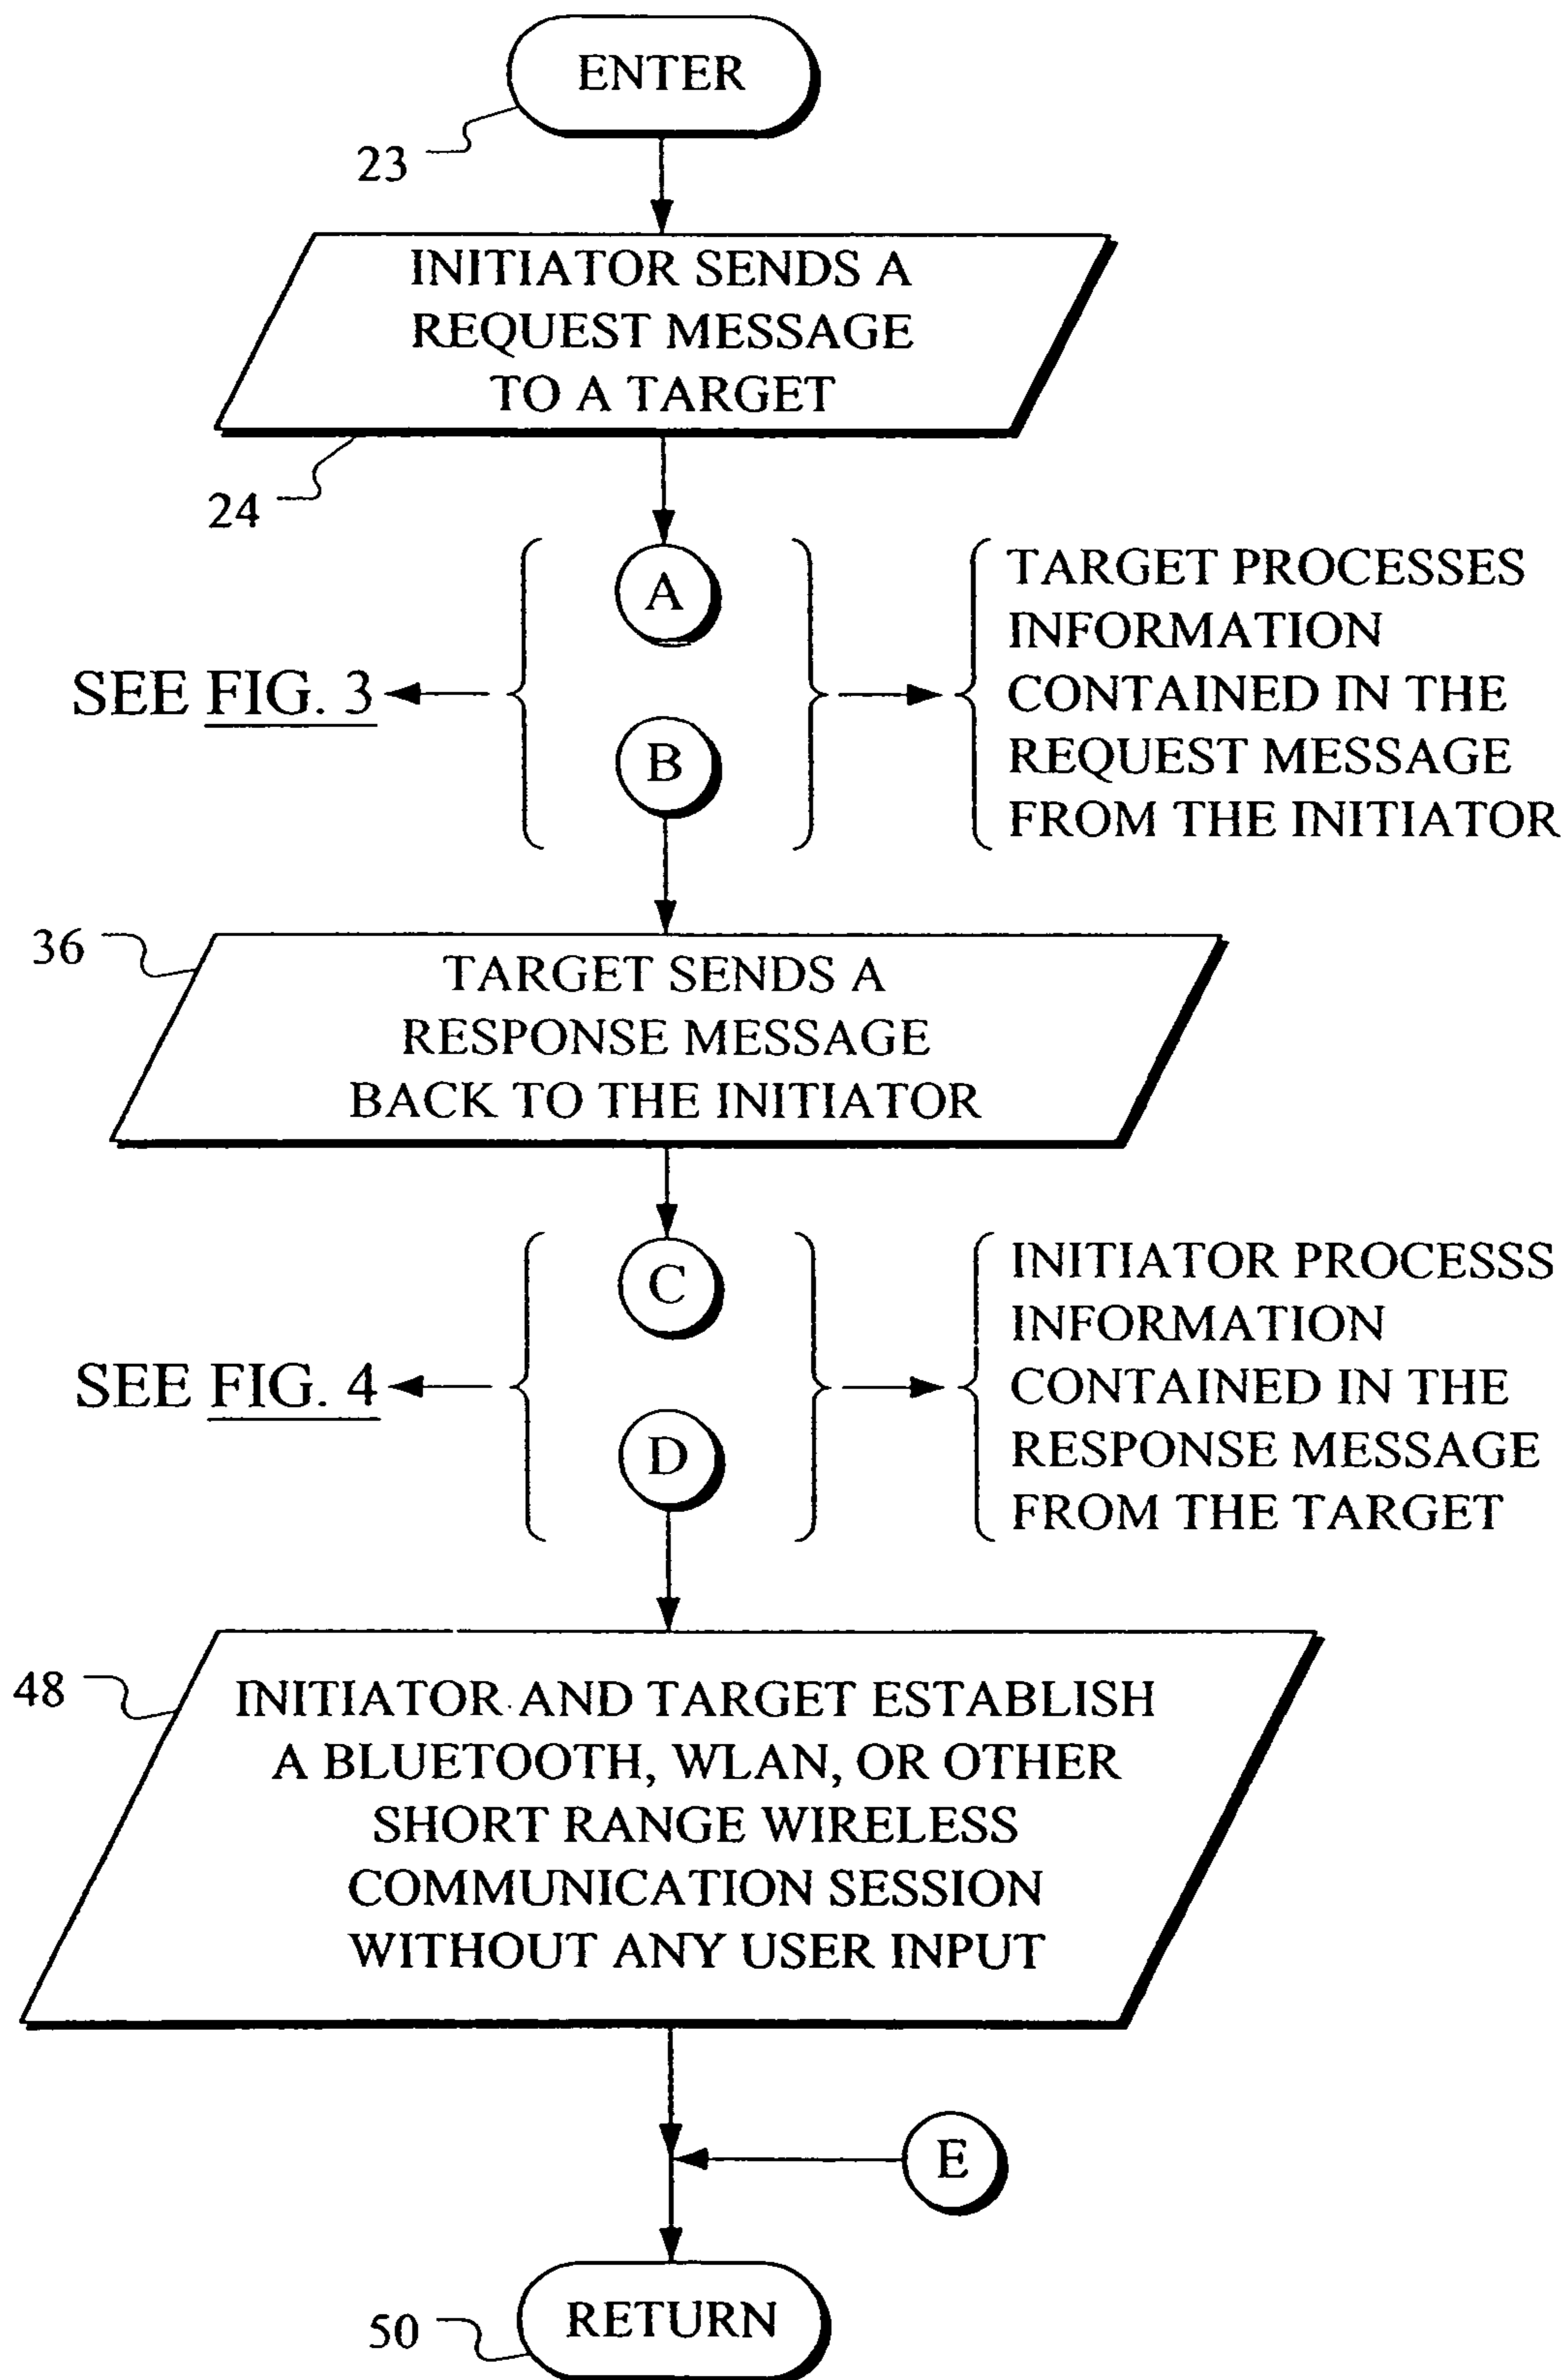 ENTER
23
INITIATOR SENDS A
REQUEST MESSAGE
TO A TARGET
24
A
B
SEE FIG. 3
TARGET PROCESSES
INFORMATION
CONTAINED IN THE
REQUEST MESSAGE
FROM THE INITIATOR
36
TARGET SENDS A
RESPONSE MESSAGE
BACK TO THE INITIATOR
C
D
SEE FIG. 4
INITIATOR PROCESSS
INFORMATION
CONTAINED IN THE
RESPONSE MESSAGE
FROM THE TARGET
48
INITIATOR AND TARGET ESTABLISH
A BLUETOOTH, WLAN, OR OTHER
SHORT RANGE WIRELESS
COMMUNICATION SESSION
WITHOUT ANY USER INPUT
E
RETURN
50